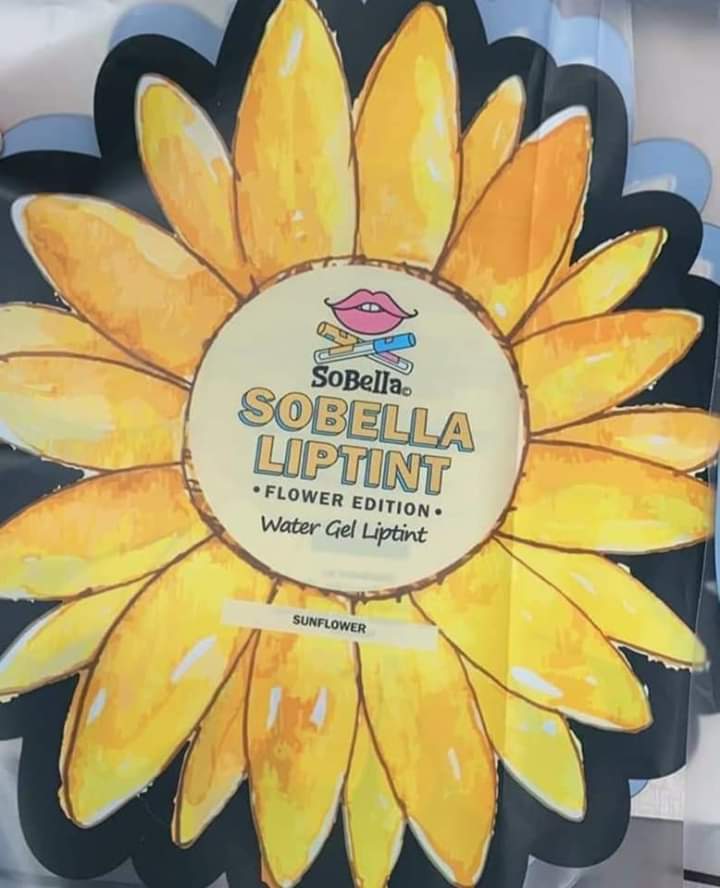 SoBella©
SOBELLA
LIPTINT
• FLOWER EDITION •
Water Gel Liptint
SUNFLOWER